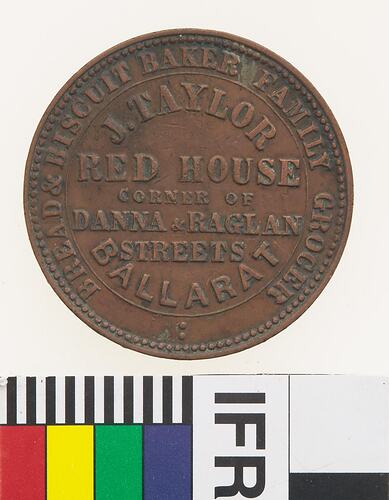 BREAD & BISCUIT BAKER FAMILY GROCER
J. TAYLOR
RED HOUSE
CORNER OF
DANNA & RAGLAN
STREETS
BALLARAT
IFR